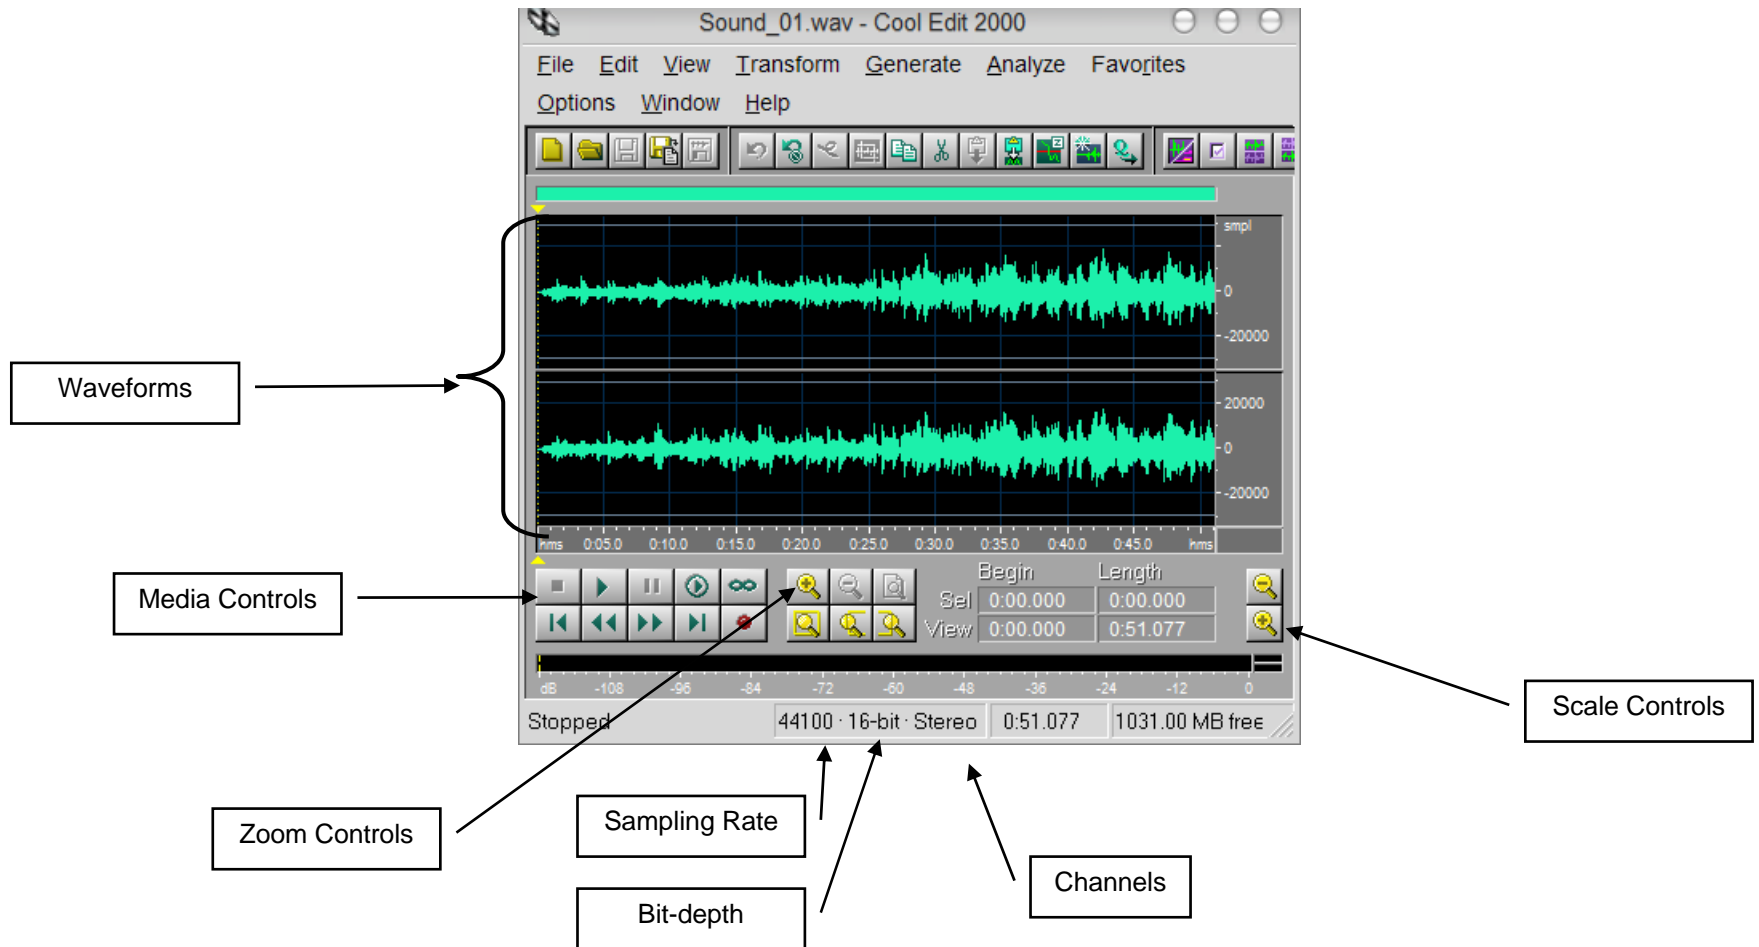 Sound_01.wav - Cool Edit 2000
File Edit View Transform Generate Analyze Favorites
Options Window Help
smpl
0
-20000
20000
0
-20000
hms 0:05.0 0:10.0 0:15.0 0:20.0 0:25.0 0:30.0 0:35.0 0:40.0 0:45.0 hms
Waveforms
Media Controls
Begin Length
Sel 0:00.000 0:00.000
View 0:00.000 0:51.077
dB -108 -96 -84 -72 -60 -48 -36 -24 -12 0
Stopped 44100 · 16-bit · Stereo 0:51.077 1031.00 MB free
Scale Controls
Zoom Controls
Sampling Rate
Channels
Bit-depth